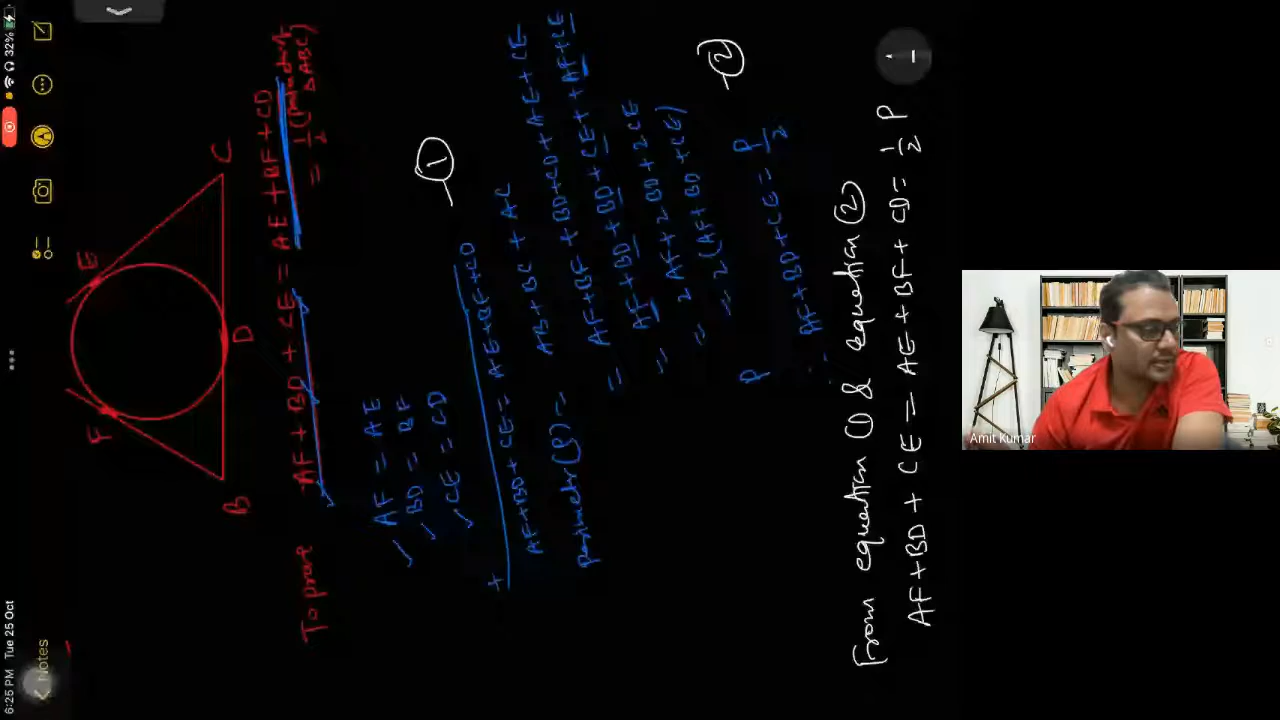 6:25 PM Tue 25 Oct
32%
Notes
F
E
B
D
C
To prove AF + BD + CE = AE + BF + CD
= 1/2 (perimeter of ΔABC)
AF = AE
BD = BF
CE = CD
+
AF+BD+CE = AE+BF+CD —①
Perimeter (P) = AB + BC + AC
= AF+BF + BD+CD + AE + CE
= AF+BD + BD + CE + + AF + CE
= 2AF + 2BD + 2CE
P = 2(AF + BD + CE)
∴ AF+BD+CE = P/2 —②
From equation ① & equation ②
AF+BD + CE = AE + BF + CD = 1/2 P
Amit Kumar